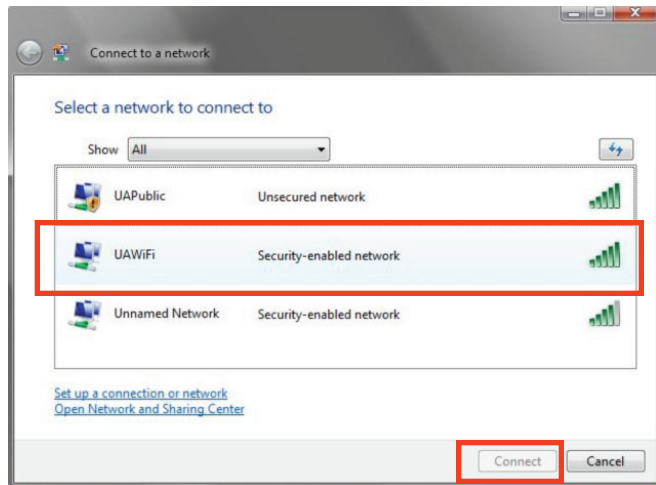 Connect to a network
Select a network to connect to
Show All
UAPublic Unsecured network
UAWiFi Security-enabled network
Unnamed Network Security-enabled network
Set up a connection or network
Open Network and Sharing Center
Connect Cancel